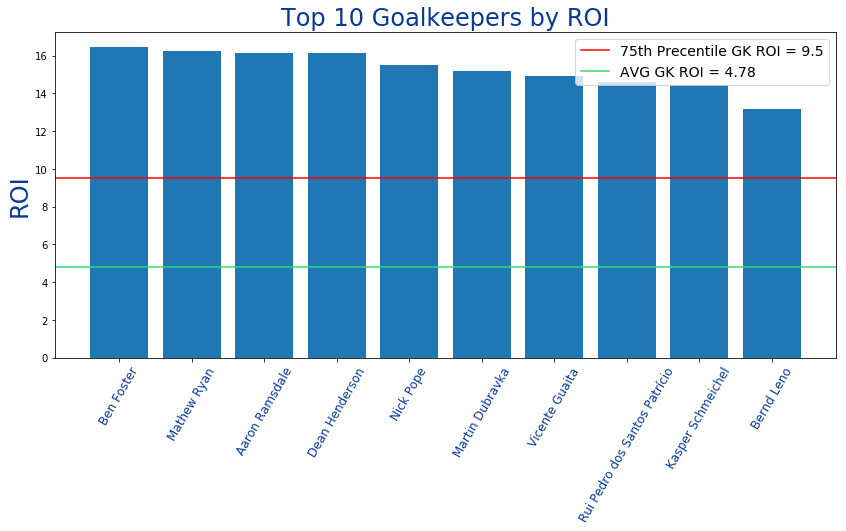 Top 10 Goalkeepers by ROI
75th Precentile GK ROI = 9.5
AVG GK ROI = 4.78
ROI
16
14
12
10
8
6
4
2
0
Ben Foster
Mathew Ryan
Aaron Ramsdale
Dean Henderson
Nick Pope
Martin Dubravka
Vicente Guaita
Rui Pedro dos Santos Patrício
Kasper Schmeichel
Bernd Leno